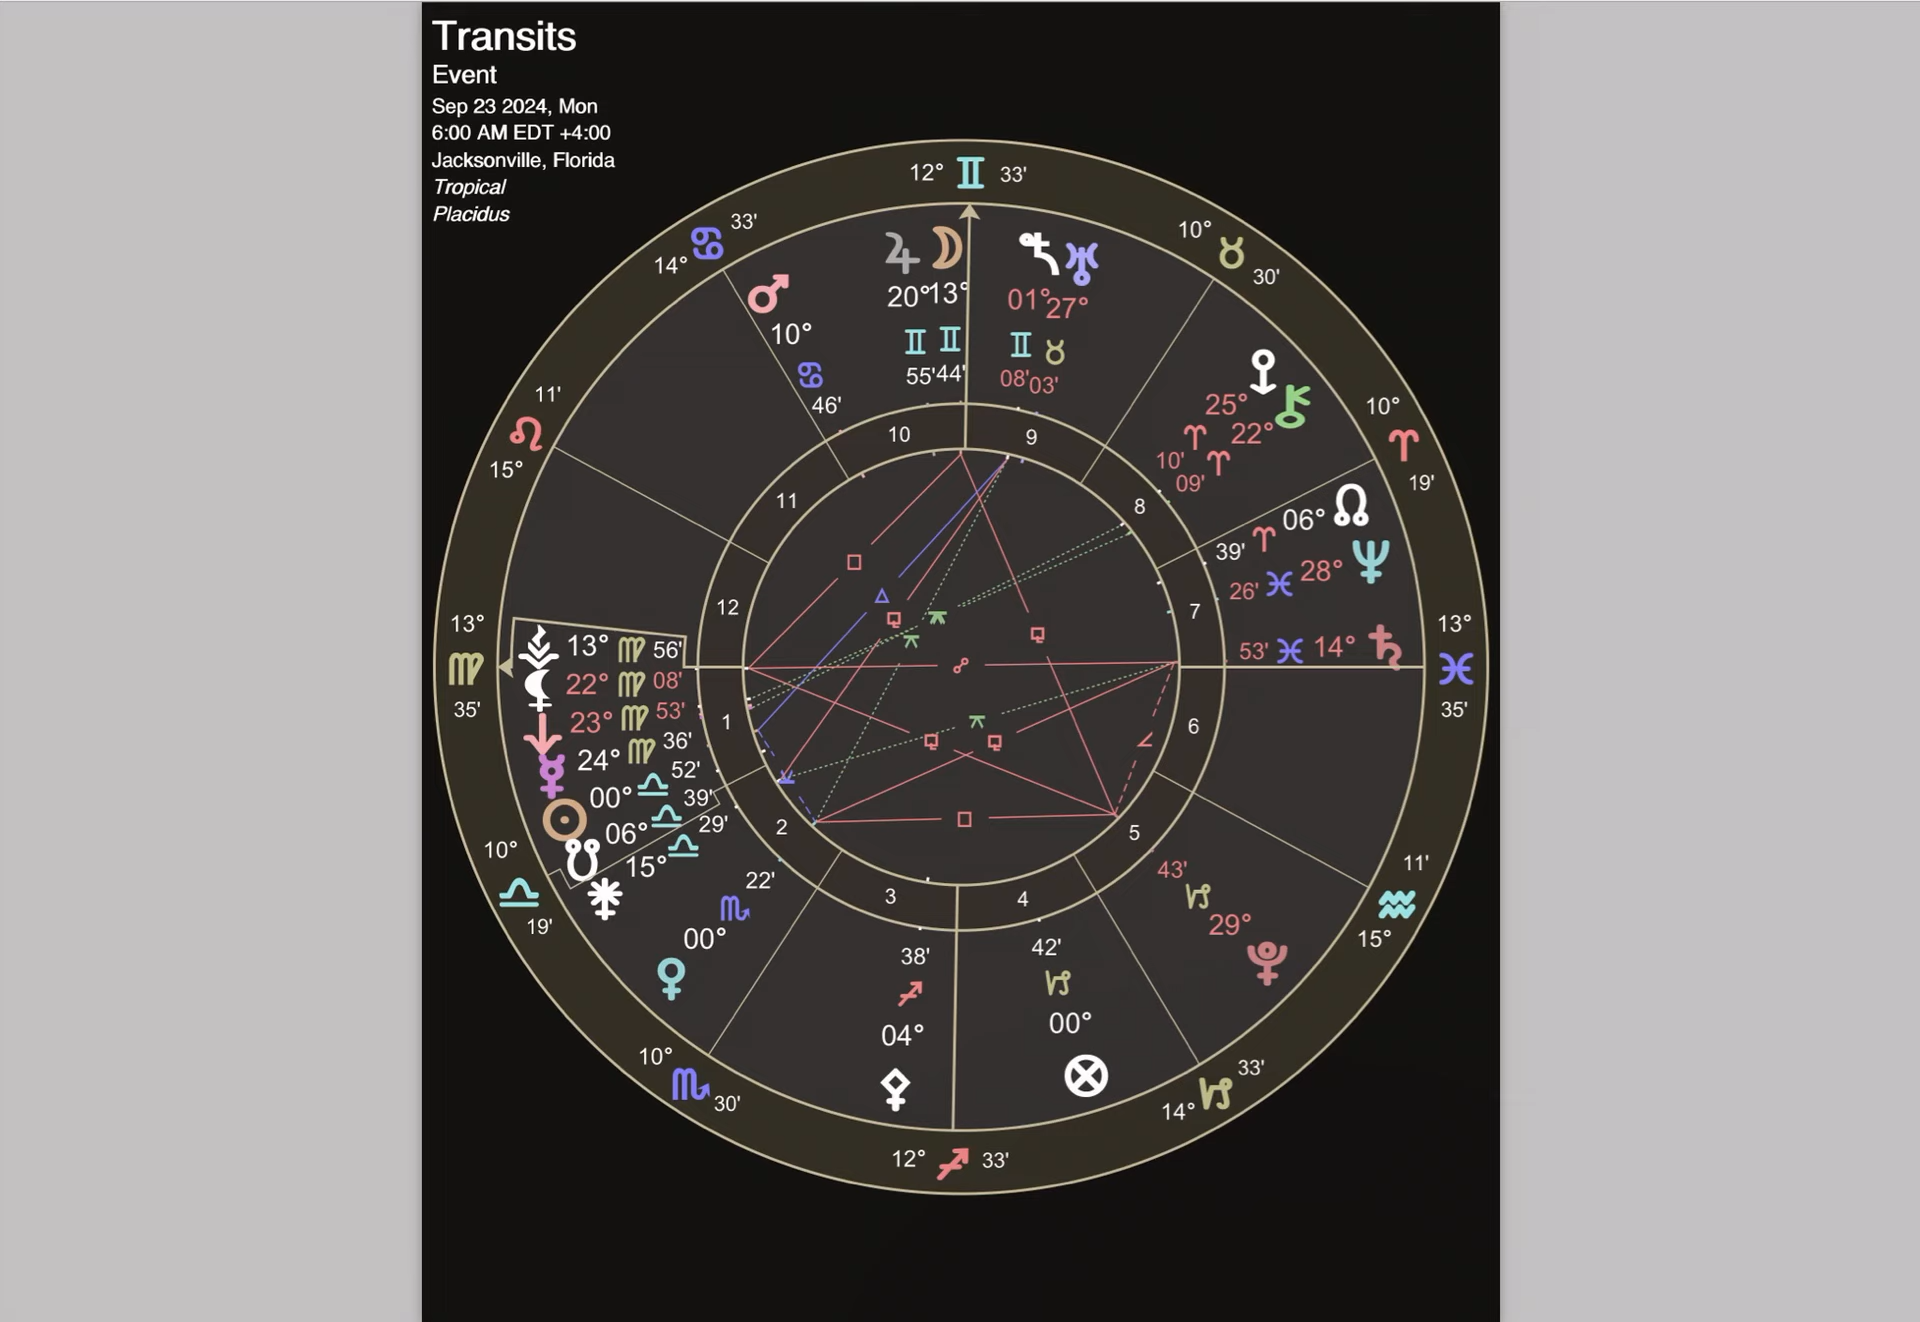 Transits
Event
Sep 23 2024, Mon
6:00 AM EDT +4:00
Jacksonville, Florida
Tropical
Placidus
12° ♊ 33'
14° ♋ 33'
10° ♉ 30'
♃ 20° ♊ 55'
☽ 13° ♊ 44'
01° ♊ 08'
♅ 27° ♉ 03'
♂ 10° ♋ 46'
25° ♈ 10'
⚷ 22° ♈ 09'
10° ♈ 19'
15° ♌ 11'
☊ 06° ♈ 39'
♆ 28° ♓ 26'
♄ 14° ♓ 53'
13° ♍ 35'
13° ♓ 35'
13° ♍ 56'
⚸ 22° ♍ 08'
23° ♍ 53'
☿ 24° ♍ 36'
☉ 00° ♎ 52'
☋ 06° ♎ 39'
⚵ 15° ♎ 29'
10° ♎ 19'
♀ 00° ♏ 22'
⚴ 04° ♐ 38'
⊗ 00° ♑ 42'
♇ 29° ♑ 43'
15° ♒ 11'
10° ♏ 30'
14° ♑ 33'
12° ♐ 33'
10
9
11
8
12
7
1
6
2
5
3
4